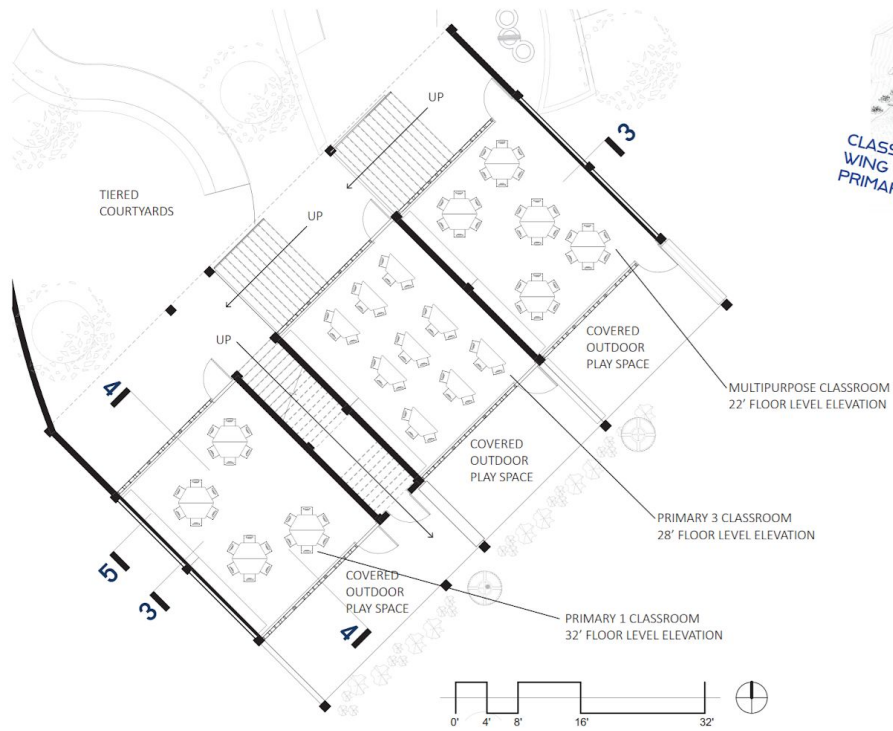 UP
3
CLASS
WING
PRIMA
TIERED
COURTYARDS
UP
UP
COVERED
OUTDOOR
PLAY SPACE
MULTIPURPOSE CLASSROOM
22' FLOOR LEVEL ELEVATION
4
COVERED
OUTDOOR
PLAY SPACE
PRIMARY 3 CLASSROOM
28' FLOOR LEVEL ELEVATION
5
3
COVERED
OUTDOOR
PLAY SPACE
4
PRIMARY 1 CLASSROOM
32' FLOOR LEVEL ELEVATION
0' 4' 8' 16' 32'